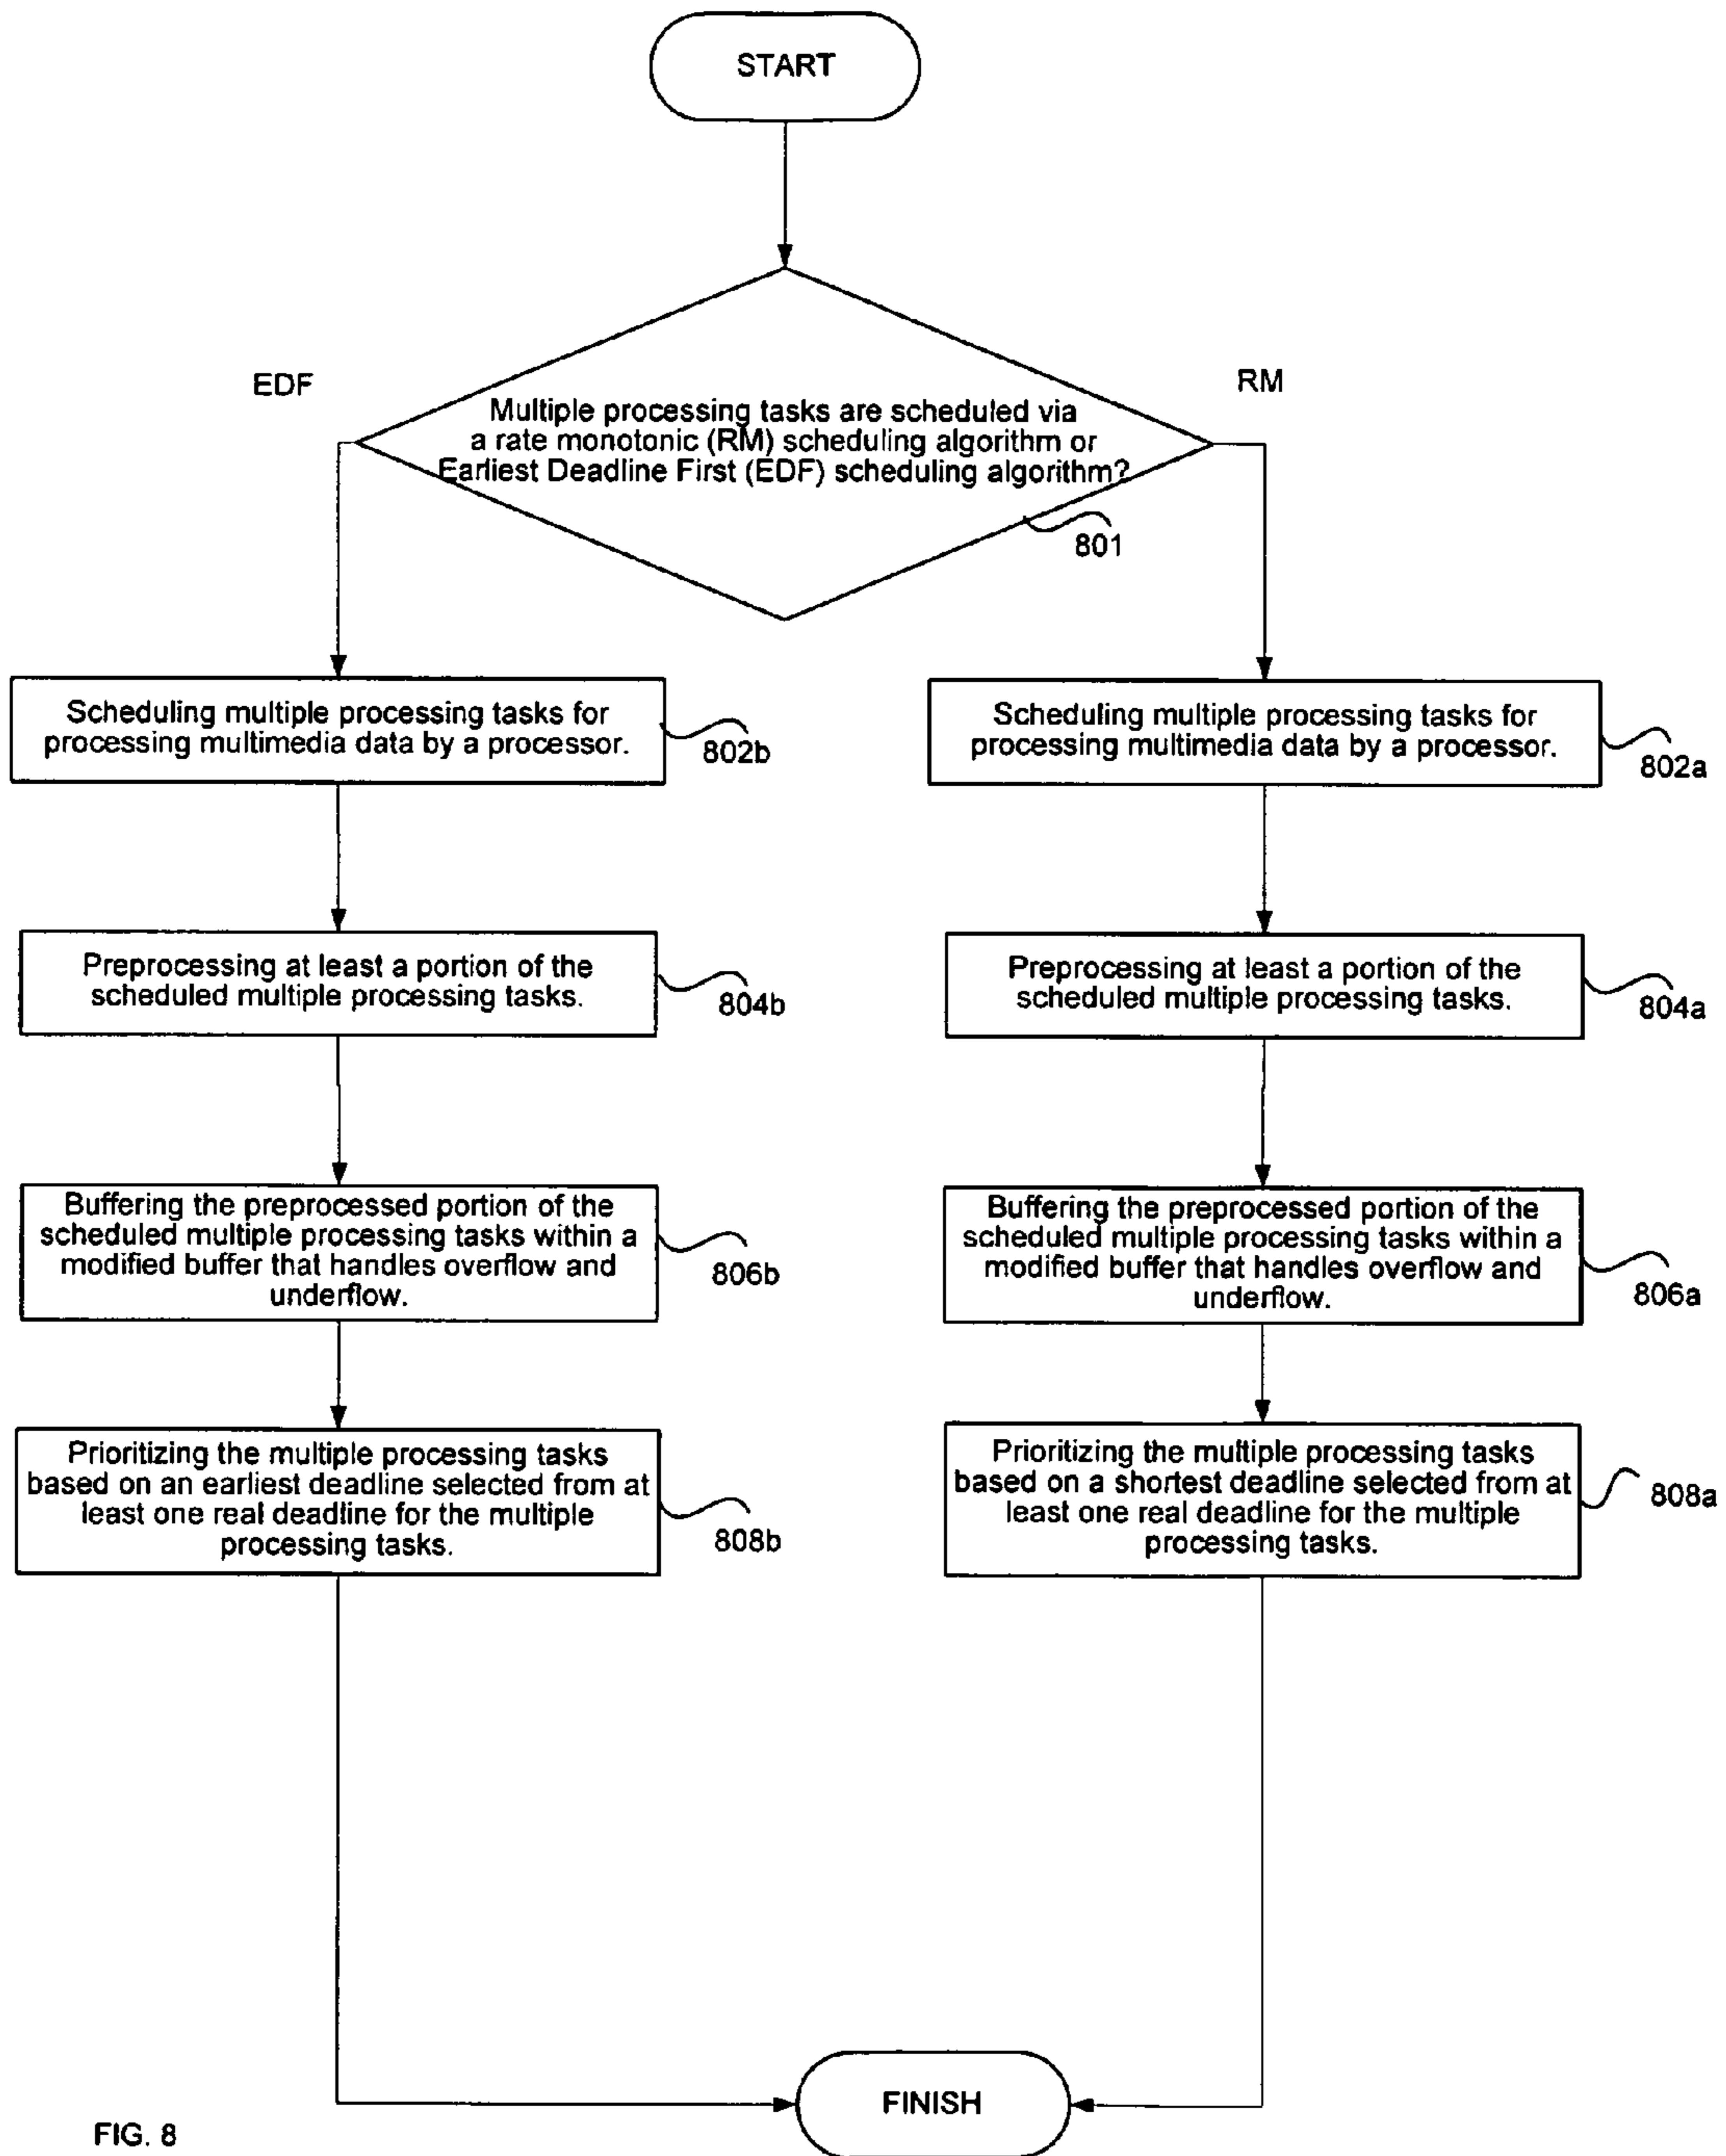 START
EDF
RM
Multiple processing tasks are scheduled via
a rate monotonic (RM) scheduling algorithm or
Earliest Deadline First (EDF) scheduling algorithm?
801
Scheduling multiple processing tasks for
processing multimedia data by a processor.
802b
Scheduling multiple processing tasks for
processing multimedia data by a processor.
802a
Preprocessing at least a portion of the
scheduled multiple processing tasks.
804b
Preprocessing at least a portion of the
scheduled multiple processing tasks.
804a
Buffering the preprocessed portion of the
scheduled multiple processing tasks within a
modified buffer that handles overflow and
underflow.
806b
Buffering the preprocessed portion of the
scheduled multiple processing tasks within a
modified buffer that handles overflow and
underflow.
806a
Prioritizing the multiple processing tasks
based on an earliest deadline selected from at
least one real deadline for the multiple
processing tasks.
808b
Prioritizing the multiple processing tasks
based on a shortest deadline selected from at
least one real deadline for the multiple
processing tasks.
808a
FINISH
FIG. 8